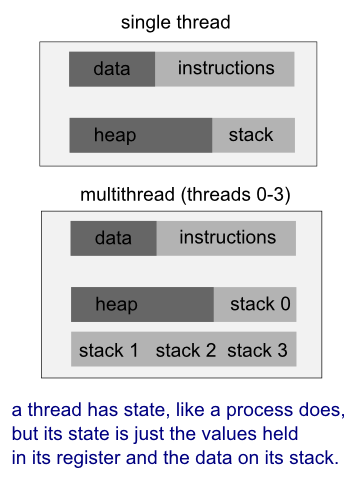 single thread
data instructions
heap stack
multithread (threads 0-3)
data instructions
heap stack 0
stack 1 stack 2 stack 3
a thread has state, like a process does,
but its state is just the values held
in its register and the data on its stack.